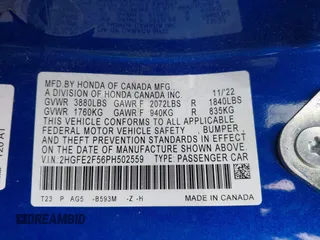 MFD.BY HONDA OF CANADA MFG.
A DIVISION OF HONDA CANADA INC. 11/'22
GVWR 3880LBS GAWR F 2072LBS R 1840LBS
GVWR 1760KG GAWR F 940KG R 835KG
THIS VEHICLE CONFORMS TO ALL APPLICABLE
FEDERAL MOTOR VEHICLE SAFETY, BUMPER
AND THEFT PREVENTION STANDARDS IN EFFECT
ON THE DATE OF MANUFACTURE SHOWN ABOVE.
VIN:2HGFE2F56PH502559 TYPE PASSENGER CAR
T23 P AG5 -B593M -Z -H
MADE IN CANADA
DREAMBID